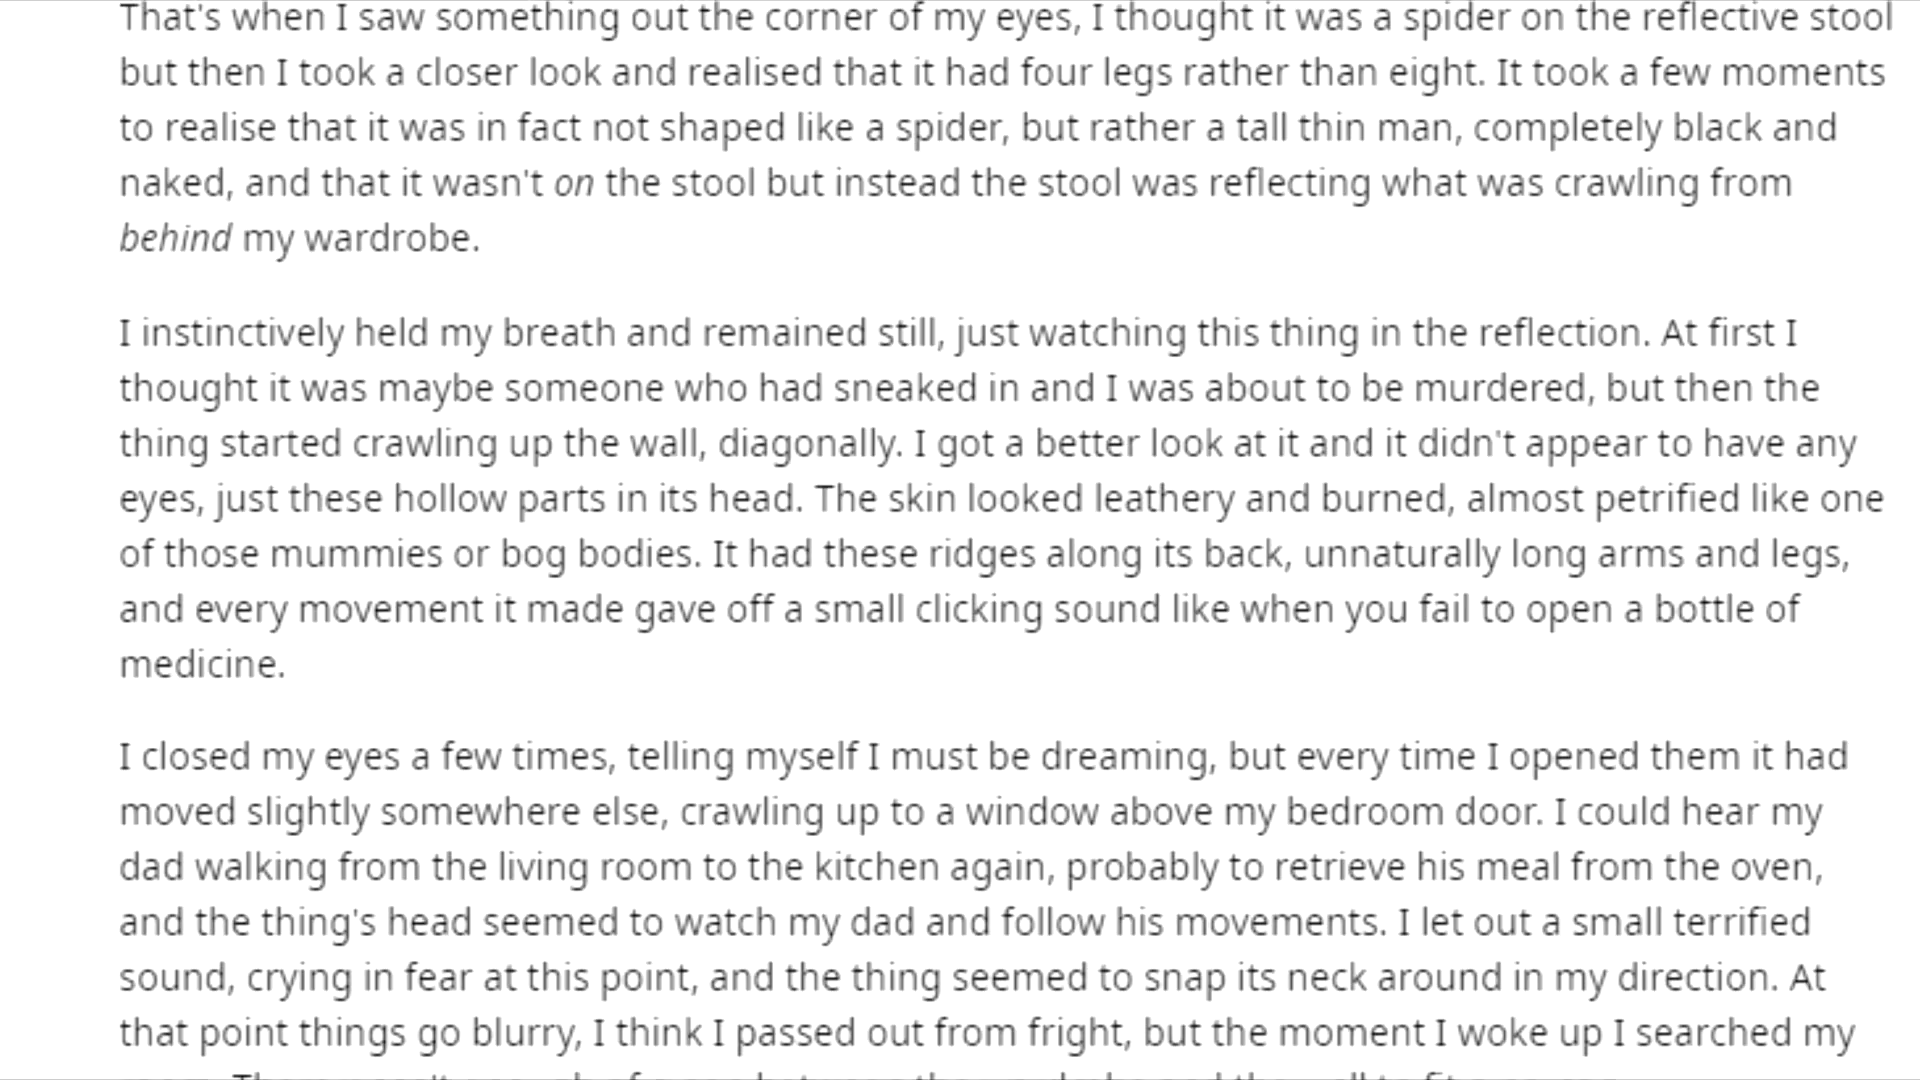 That's when I saw something out the corner of my eyes, I thought it was a spider on the reflective stool
but then I took a closer look and realised that it had four legs rather than eight. It took a few moments
to realise that it was in fact not shaped like a spider, but rather a tall thin man, completely black and
naked, and that it wasn't on the stool but instead the stool was reflecting what was crawling from
behind my wardrobe.
I instinctively held my breath and remained still, just watching this thing in the reflection. At first I
thought it was maybe someone who had sneaked in and I was about to be murdered, but then the
thing started crawling up the wall, diagonally. I got a better look at it and it didn't appear to have any
eyes, just these hollow parts in its head. The skin looked leathery and burned, almost petrified like one
of those mummies or bog bodies. It had these ridges along its back, unnaturally long arms and legs,
and every movement it made gave off a small clicking sound like when you fail to open a bottle of
medicine.
I closed my eyes a few times, telling myself I must be dreaming, but every time I opened them it had
moved slightly somewhere else, crawling up to a window above my bedroom door. I could hear my
dad walking from the living room to the kitchen again, probably to retrieve his meal from the oven,
and the thing's head seemed to watch my dad and follow his movements. I let out a small terrified
sound, crying in fear at this point, and the thing seemed to snap its neck around in my direction. At
that point things go blurry, I think I passed out from fright, but the moment I woke up I searched my